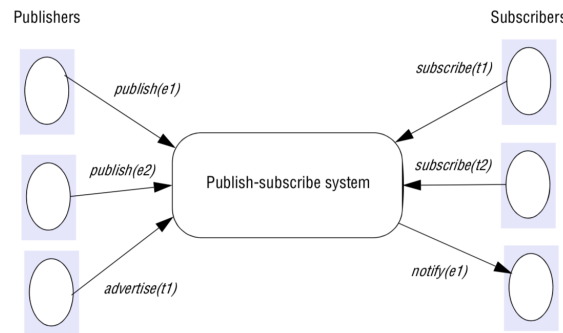 Publishers
Subscribers
publish(e1)
subscribe(t1)
publish(e2)
Publish-subscribe system
subscribe(t2)
advertise(t1)
notify(e1)